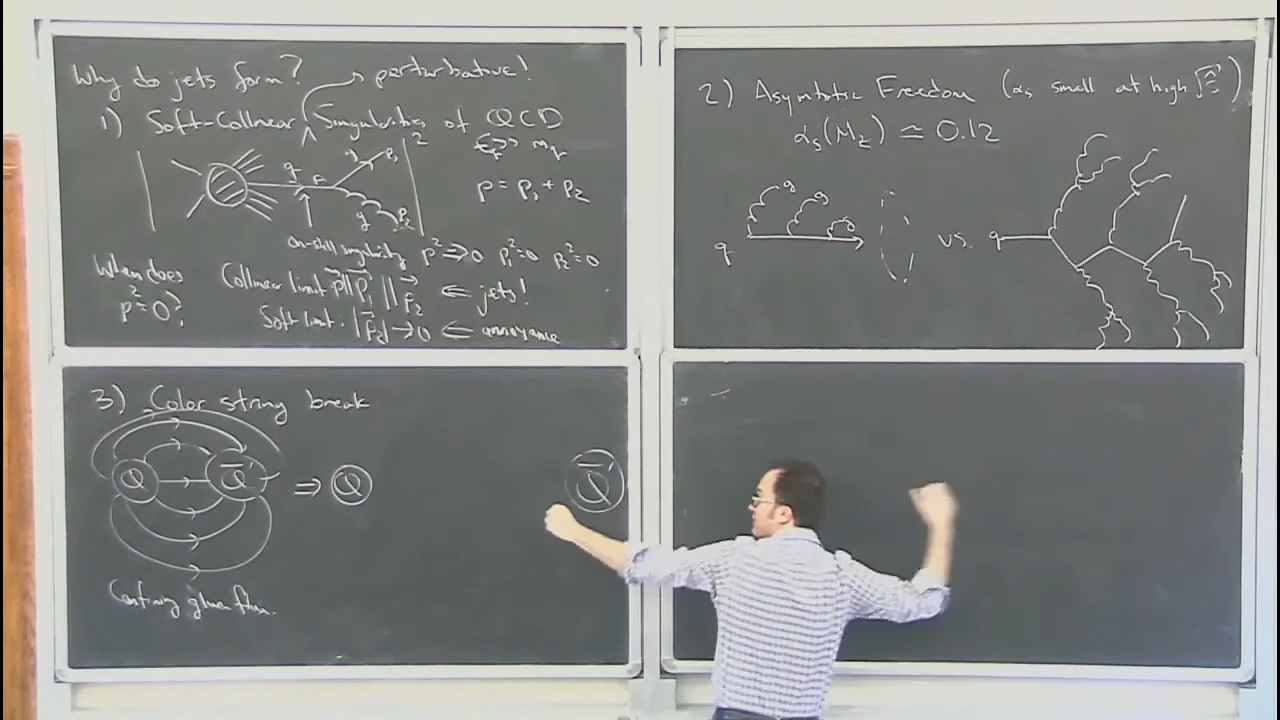 Why do jets form? → perturbative!
1) Soft-Collinear Singularities of QCD
E >> m
p = p₁ + p₂
2
q p g p₁
g p₂
on-shell singularity p² ⇒ 0 p₁² = 0 p₂² = 0
When does p² = 0?
Collinear limit p⃗ || p⃗₁ || p⃗₂ ⇐ jets!
Soft limit: |p⃗₂| → 0 ⇐ annoyance
2) Asymptotic Freedom (αs small at high
αs(Mz) ≃ 0.12
q g g g vs. q
3) Color string break
Q Q̄ ⇒ Q Q̄
Confining gluon flux.